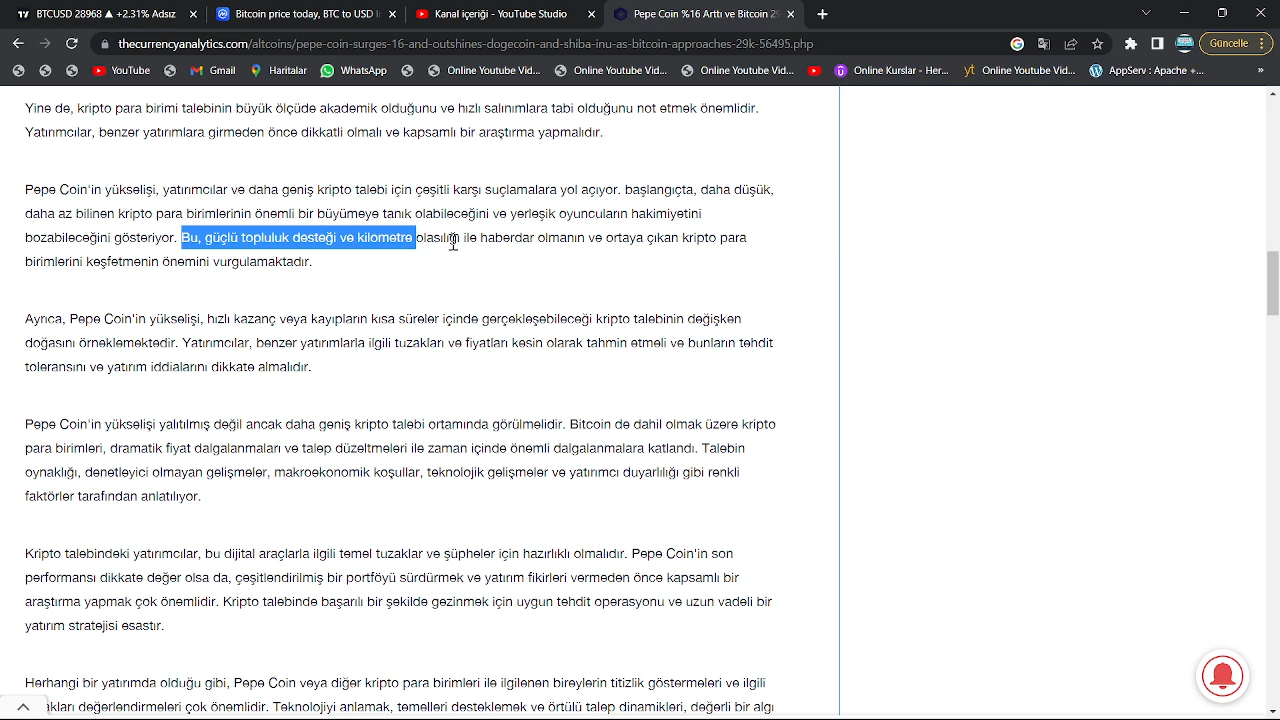 BTCUSD 28968 ▲ +2.31% Adsız
Bitcoin price today, BTC to USD li
Kanal içeriği - YouTube Studio
Pepe Coin %16 Arttı ve Bitcoin 29
thecurrencyanalytics.com/altcoins/pepe-coin-surges-16-and-outshines-dogecoin-and-shiba-inu-as-bitcoin-approaches-29k-56495.php
Güncelle
YouTube
Gmail
Haritalar
WhatsApp
Online Youtube Vid...
Online Youtube Vid...
Online Youtube Vid...
Online Kurslar - Her...
yt Online Youtube Vid...
AppServ : Apache +...
»
Yine de, kripto para birimi talebinin büyük ölçüde akademik olduğunu ve hızlı salınımlara tabi olduğunu not etmek önemlidir.
Yatırımcılar, benzer yatırımlara girmeden önce dikkatli olmalı ve kapsamlı bir araştırma yapmalıdır.
Pepe Coin'in yükselişi, yatırımcılar ve daha geniş kripto talebi için çeşitli karşı suçlamalara yol açıyor. başlangıçta, daha düşük,
daha az bilinen kripto para birimlerinin önemli bir büyümeye tanık olabileceğini ve yerleşik oyuncuların hakimiyetini
bozabileceğini gösteriyor. Bu, güçlü topluluk desteği ve kilometre olasılığı ile haberdar olmanın ve ortaya çıkan kripto para
birimlerini keşfetmenin önemini vurgulamaktadır.
Ayrıca, Pepe Coin'in yükselişi, hızlı kazanç veya kayıpların kısa süreler içinde gerçekleşebileceği kripto talebinin değişken
doğasını örneklemektedir. Yatırımcılar, benzer yatırımlarla ilgili tuzakları ve fiyatları kesin olarak tahmin etmeli ve bunların tehdit
toleransını ve yatırım iddialarını dikkate almalıdır.
Pepe Coin'in yükselişi yalıtılmış değil ancak daha geniş kripto talebi ortamında görülmelidir. Bitcoin de dahil olmak üzere kripto
para birimleri, dramatik fiyat dalgalanmaları ve talep düzeltmeleri ile zaman içinde önemli dalgalanmalara katlandı. Talebin
oynaklığı, denetleyici olmayan gelişmeler, makroekonomik koşullar, teknolojik gelişmeler ve yatırımcı duyarlılığı gibi renkli
faktörler tarafından anlatılıyor.
Kripto talebindeki yatırımcılar, bu dijital araçlarla ilgili temel tuzaklar ve şüpheler için hazırlıklı olmalıdır. Pepe Coin'in son
performansı dikkate değer olsa da, çeşitlendirilmiş bir portföyü sürdürmek ve yatırım fikirleri vermeden önce kapsamlı bir
araştırma yapmak çok önemlidir. Kripto talebinde başarılı bir şekilde gezinmek için uygun tehdit operasyonu ve uzun vadeli bir
yatırım stratejisi esastır.
Herhangi bir yatırımda olduğu gibi, Pepe Coin veya diğer kripto para birimleri ile ilgilenen bireylerin titizlik göstermeleri ve ilgili
değerlendirmeleri çok önemlidir. Teknolojiyi anlamak, temelleri desteklemek ve örtülü talep dinamikleri, değerli bir algı